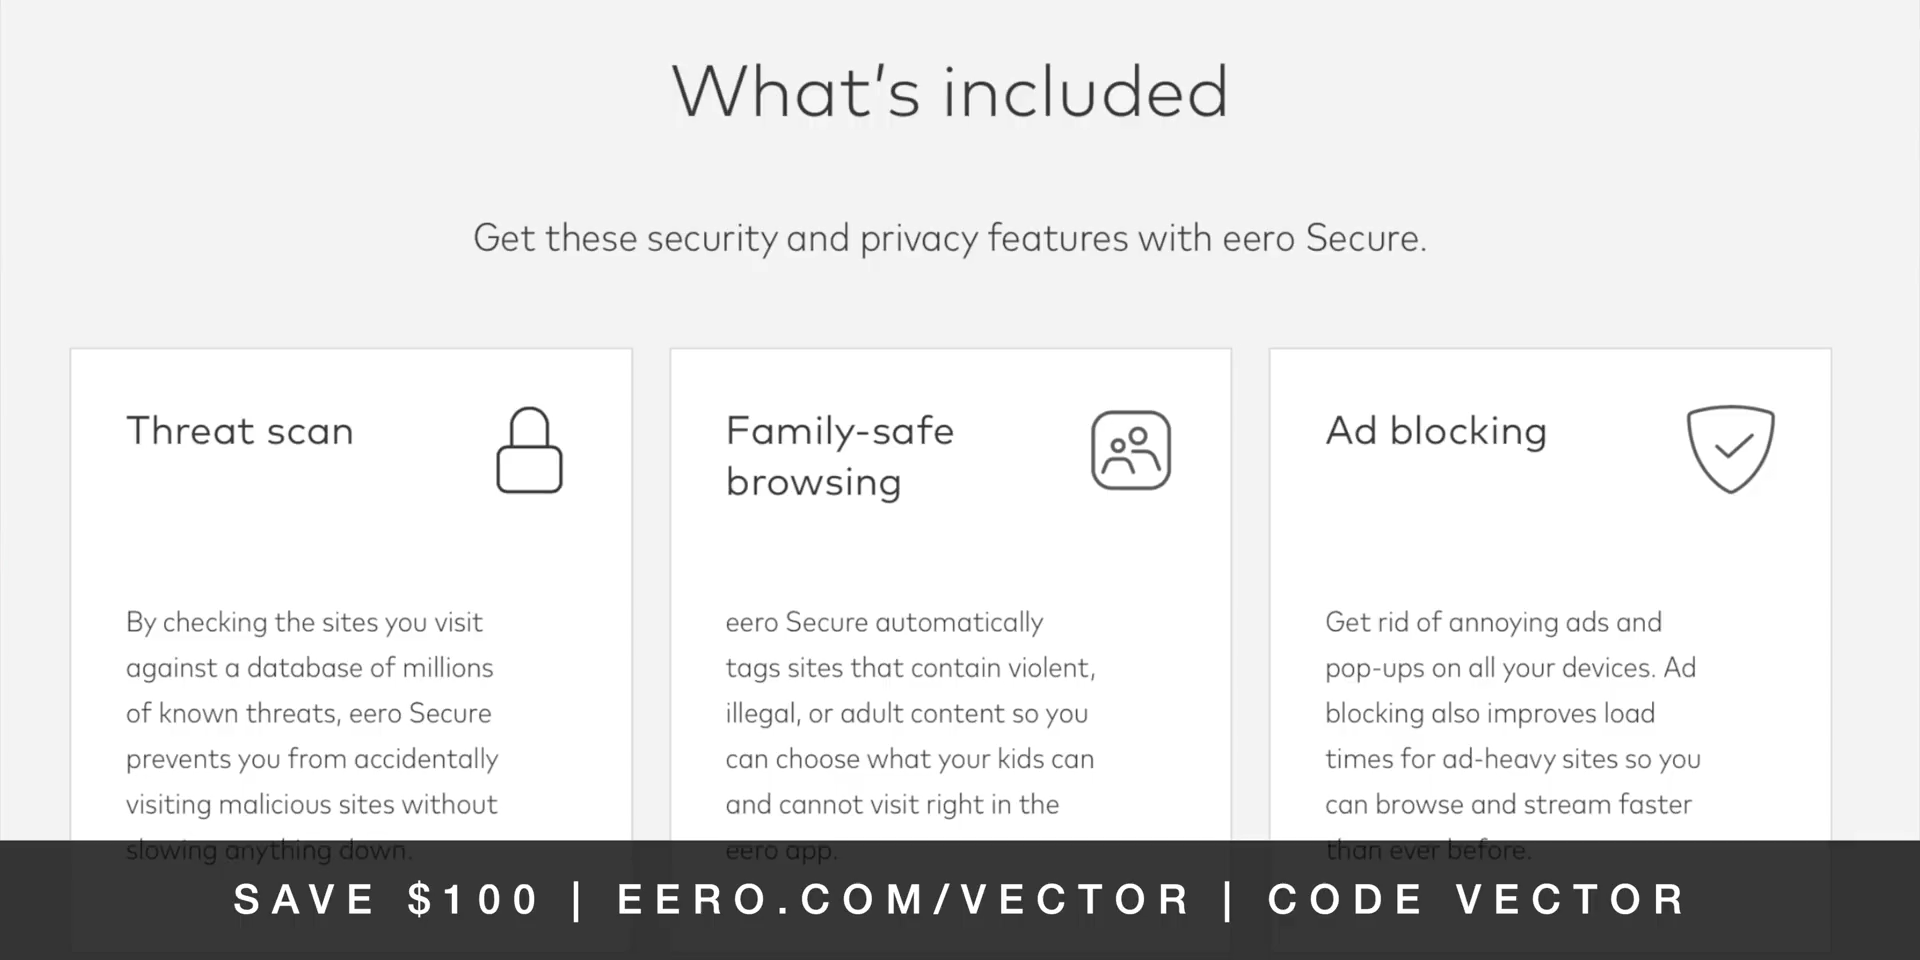 What's included
Get these security and privacy features with eero Secure.
Threat scan
By checking the sites you visit
against a database of millions
of known threats, eero Secure
prevents you from accidentally
visiting malicious sites without
slowing anything down.
Family-safe
browsing
eero Secure automatically
tags sites that contain violent,
illegal, or adult content so you
can choose what your kids can
and cannot visit right in the
eero app.
Ad blocking
Get rid of annoying ads and
pop-ups on all your devices. Ad
blocking also improves load
times for ad-heavy sites so you
can browse and stream faster
than ever before.
SAVE $100 | EERO.COM/VECTOR | CODE VECTOR